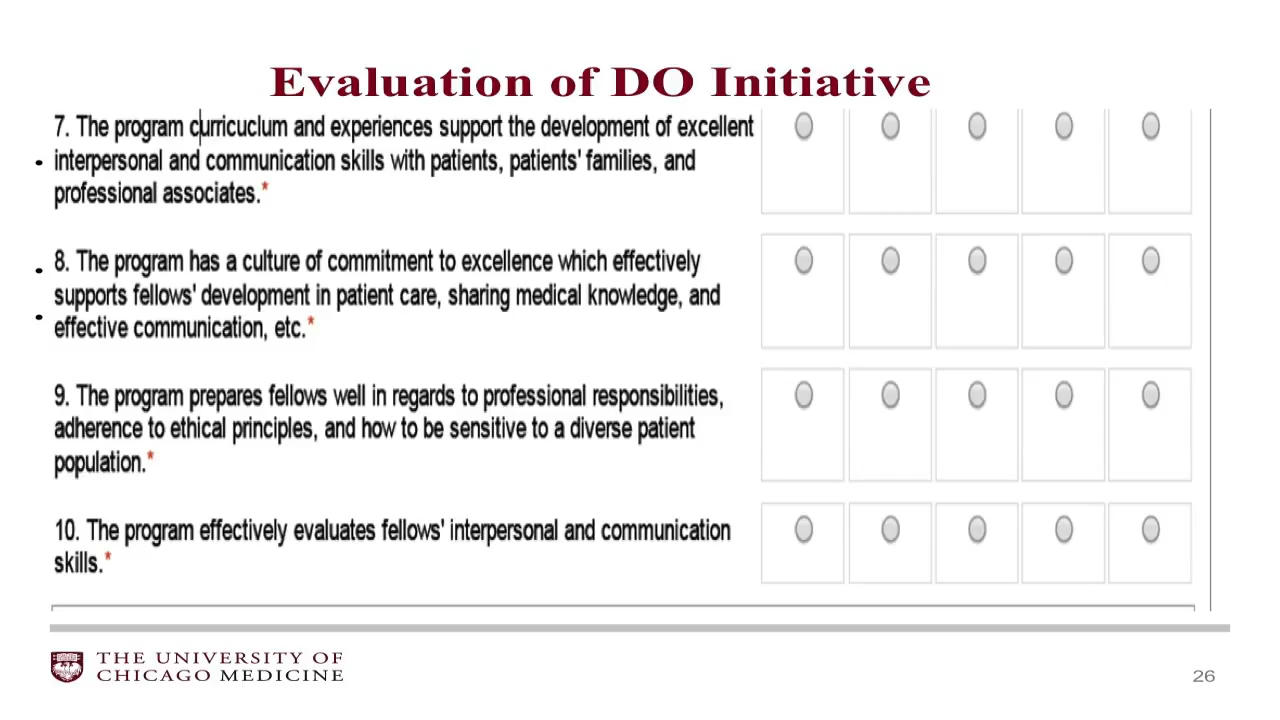 Evaluation of DO Initiative
7. The program curricuclum and experiences support the development of excellent
interpersonal and communication skills with patients, patients' families, and
professional associates.*
8. The program has a culture of commitment to excellence which effectively
supports fellows' development in patient care, sharing medical knowledge, and
effective communication, etc.*
9. The program prepares fellows well in regards to professional responsibilities,
adherence to ethical principles, and how to be sensitive to a diverse patient
population.*
10. The program effectively evaluates fellows' interpersonal and communication
skills.*
THE UNIVERSITY OF
CHICAGO MEDICINE
26